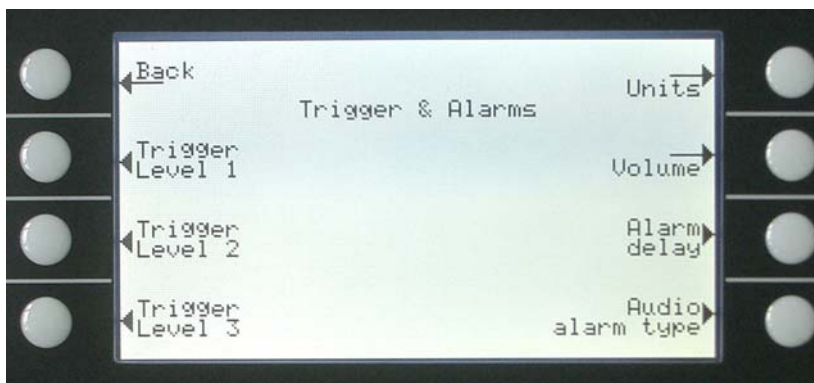 Back
Units
Trigger & Alarms
Trigger
Level 1
Volume
Trigger
Level 2
Alarm
delay
Trigger
Level 3
Audio
alarm type